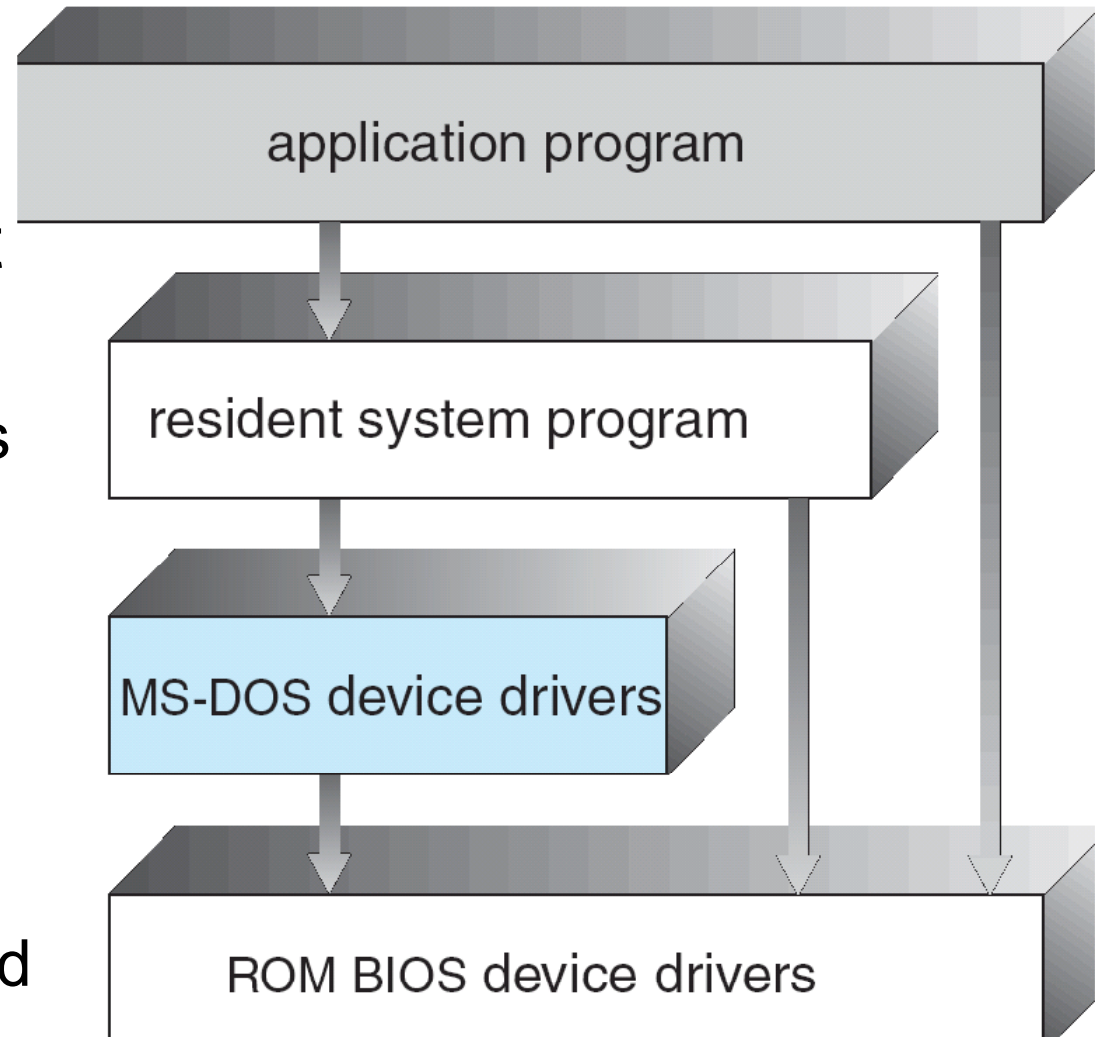 application program
resident system program
s
MS-DOS device drivers
d
ROM BIOS device drivers